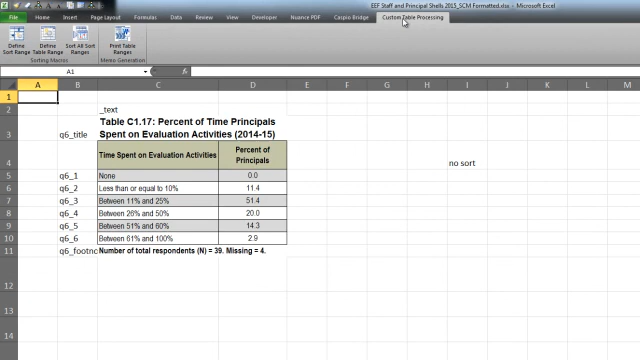 EEF Staff and Principal Shells 2015_SCM Formatted.xlsx - Microsoft Excel
File Home Insert Page Layout Formulas Data Review View Developer Nuance PDF Caspio Bridge Custom Table Processing
Define Sort Range Define Table Range Sort All Sort Ranges Print Table Ranges
Sorting Macros Memo Generation
A1 fx
A B C D E F G H I J K
1
2 _text
3 q6_title Table C1.17: Percent of Time Principals
Spent on Evaluation Activities (2014-15)
4 Time Spent on Evaluation Activities Percent of Principals no sort
5 q6_1 None 0.0
6 q6_2 Less than or equal to 10% 11.4
7 q6_3 Between 11% and 25% 51.4
8 q6_4 Between 26% and 50% 20.0
9 q6_5 Between 51% and 60% 14.3
10 q6_6 Between 61% and 100% 2.9
11 q6_footnc Number of total respondents (N) = 39. Missing = 4.
12
13
14